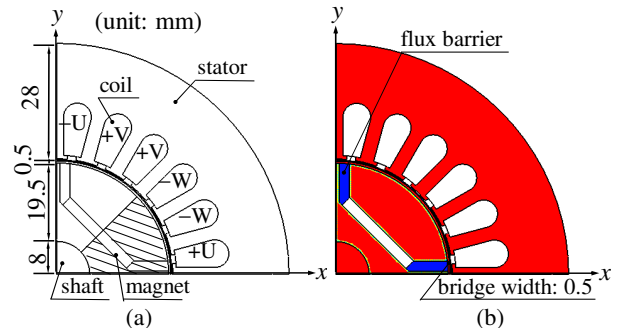 y
(unit: mm)
stator
coil
−U
+V
+V
−W
−W
+U
28
0.5
19.5
8
x
shaft
magnet
(a)
y
flux barrier
x
bridge width: 0.5
(b)